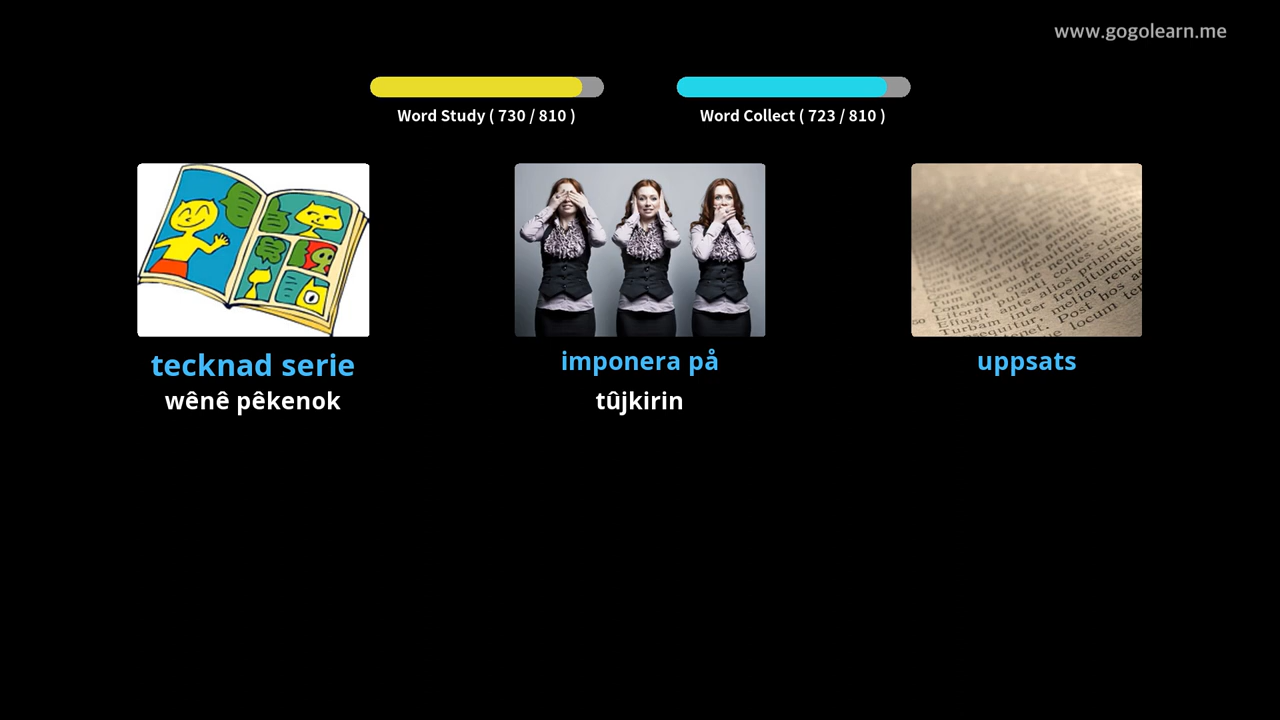 www.gogolearn.me
Word Study ( 730 / 810 )
Word Collect ( 723 / 810 )
tecknad serie
imponera på
uppsats
wênê pêkenok
tûjkirin